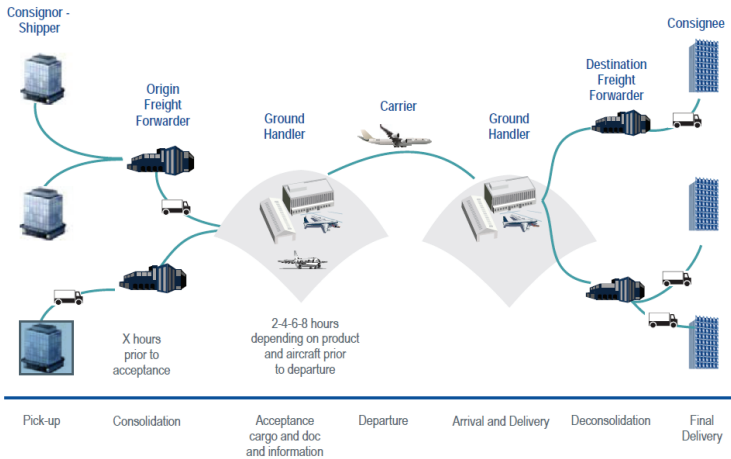 Consignor -
Shipper
Origin
Freight
Forwarder
Ground
Handler
Carrier
Ground
Handler
Destination
Freight
Forwarder
Consignee
X hours
prior to
acceptance
2-4-6-8 hours
depending on product
and aircraft prior
to departure
Pick-up
Consolidation
Acceptance
cargo and doc
and information
Departure
Arrival and Delivery
Deconsolidation
Final
Delivery